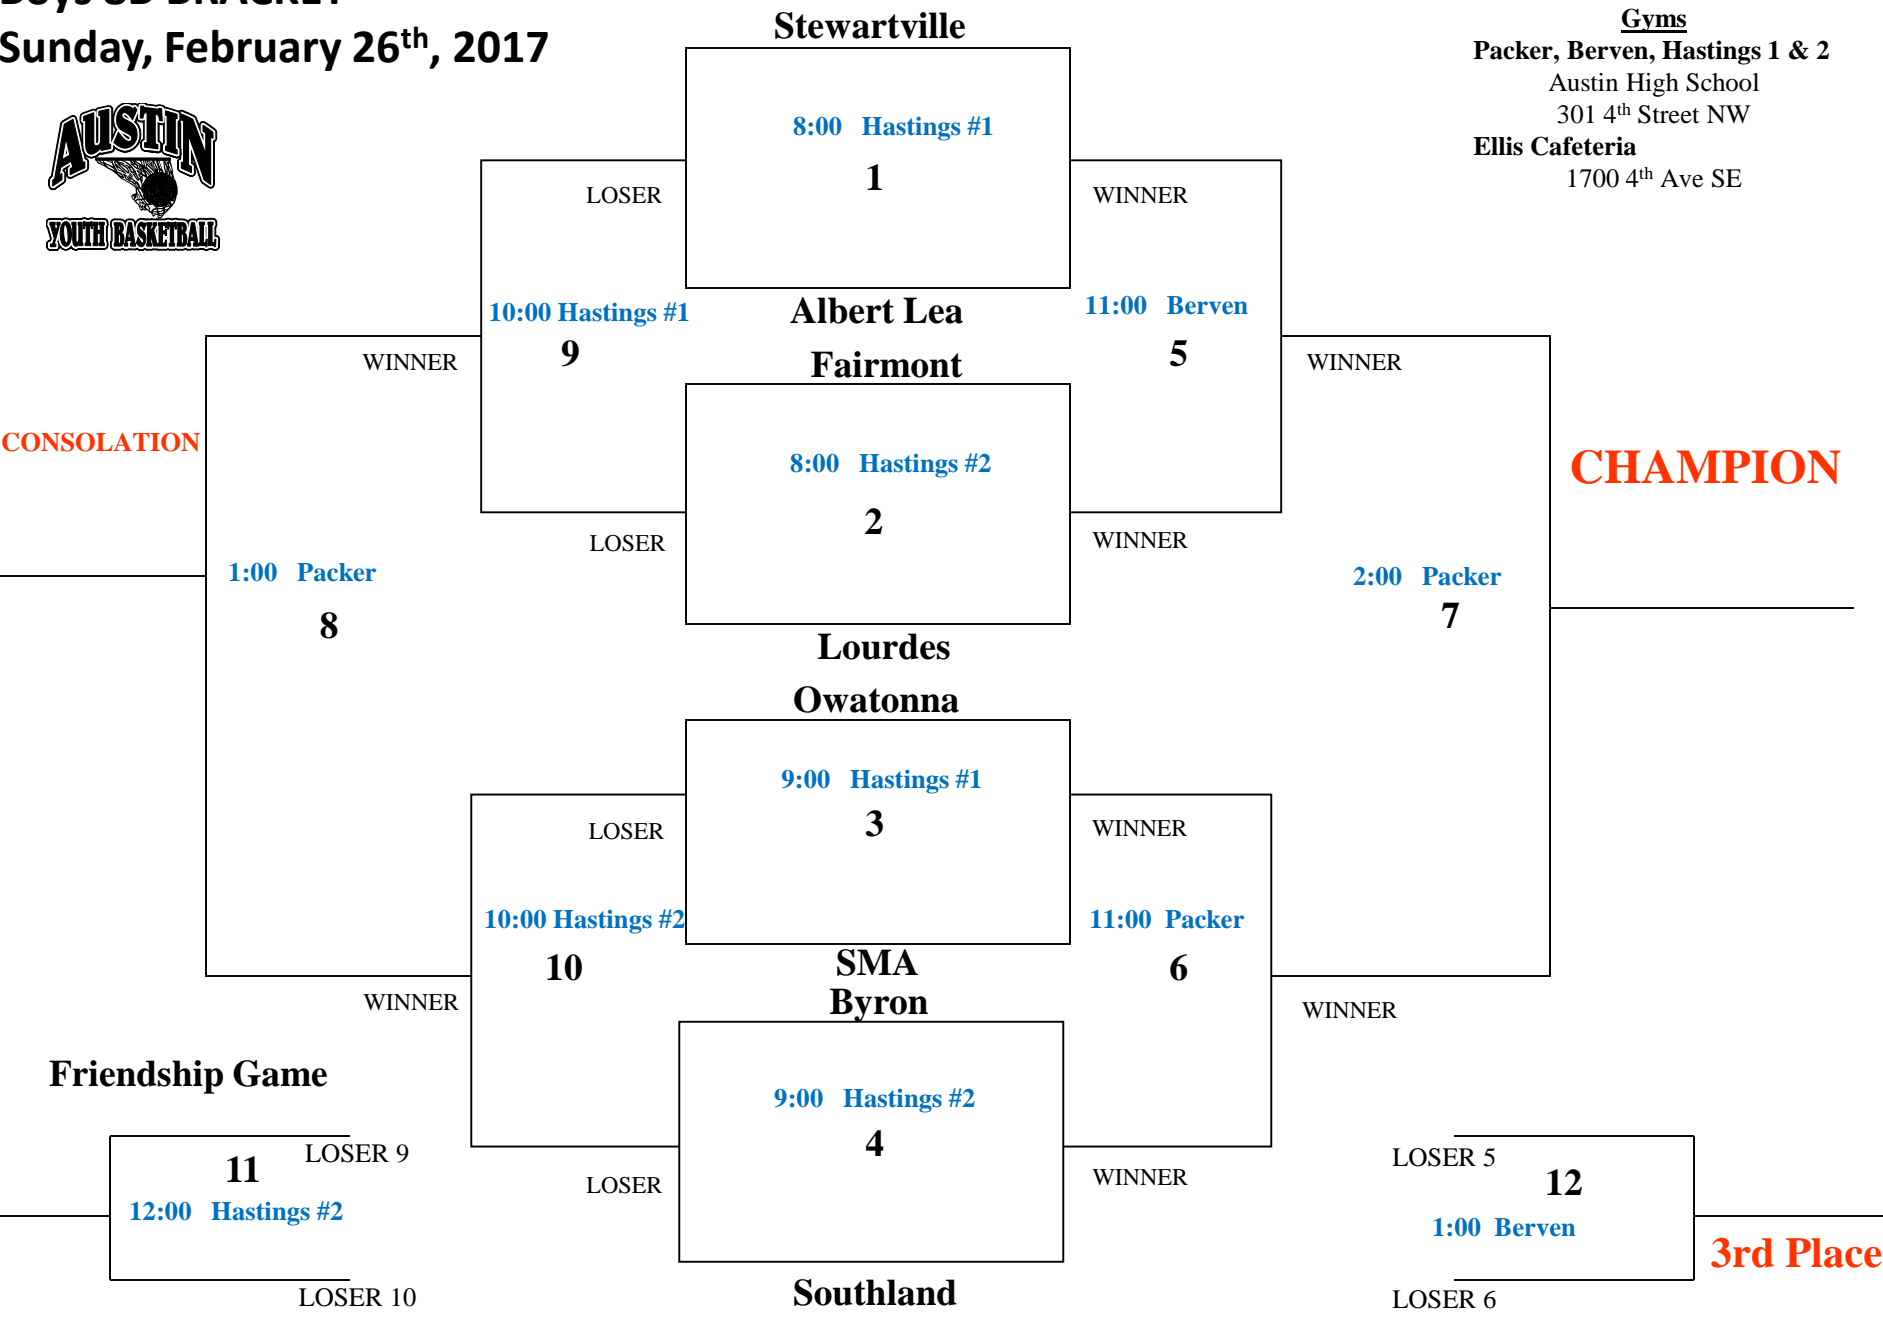 Sunday, February 26th, 2017
AUSTIN
YOUTH BASKETBALL
Gyms
Packer, Berven, Hastings 1 & 2
Austin High School
301 4th Street NW
Ellis Cafeteria
1700 4th Ave SE
Stewartville
8:00 Hastings #1
1
LOSER
WINNER
Albert Lea
10:00 Hastings #1
9
11:00 Berven
5
Fairmont
WINNER
WINNER
CONSOLATION
CHAMPION
8:00 Hastings #2
2
LOSER
WINNER
1:00 Packer
8
2:00 Packer
7
Lourdes
Owatonna
9:00 Hastings #1
3
LOSER
WINNER
10:00 Hastings #2
10
11:00 Packer
6
SMA
Byron
WINNER
WINNER
9:00 Hastings #2
4
LOSER
WINNER
Southland
Friendship Game
LOSER 9
11
12:00 Hastings #2
LOSER 10
LOSER 5
12
1:00 Berven
3rd Place
LOSER 6